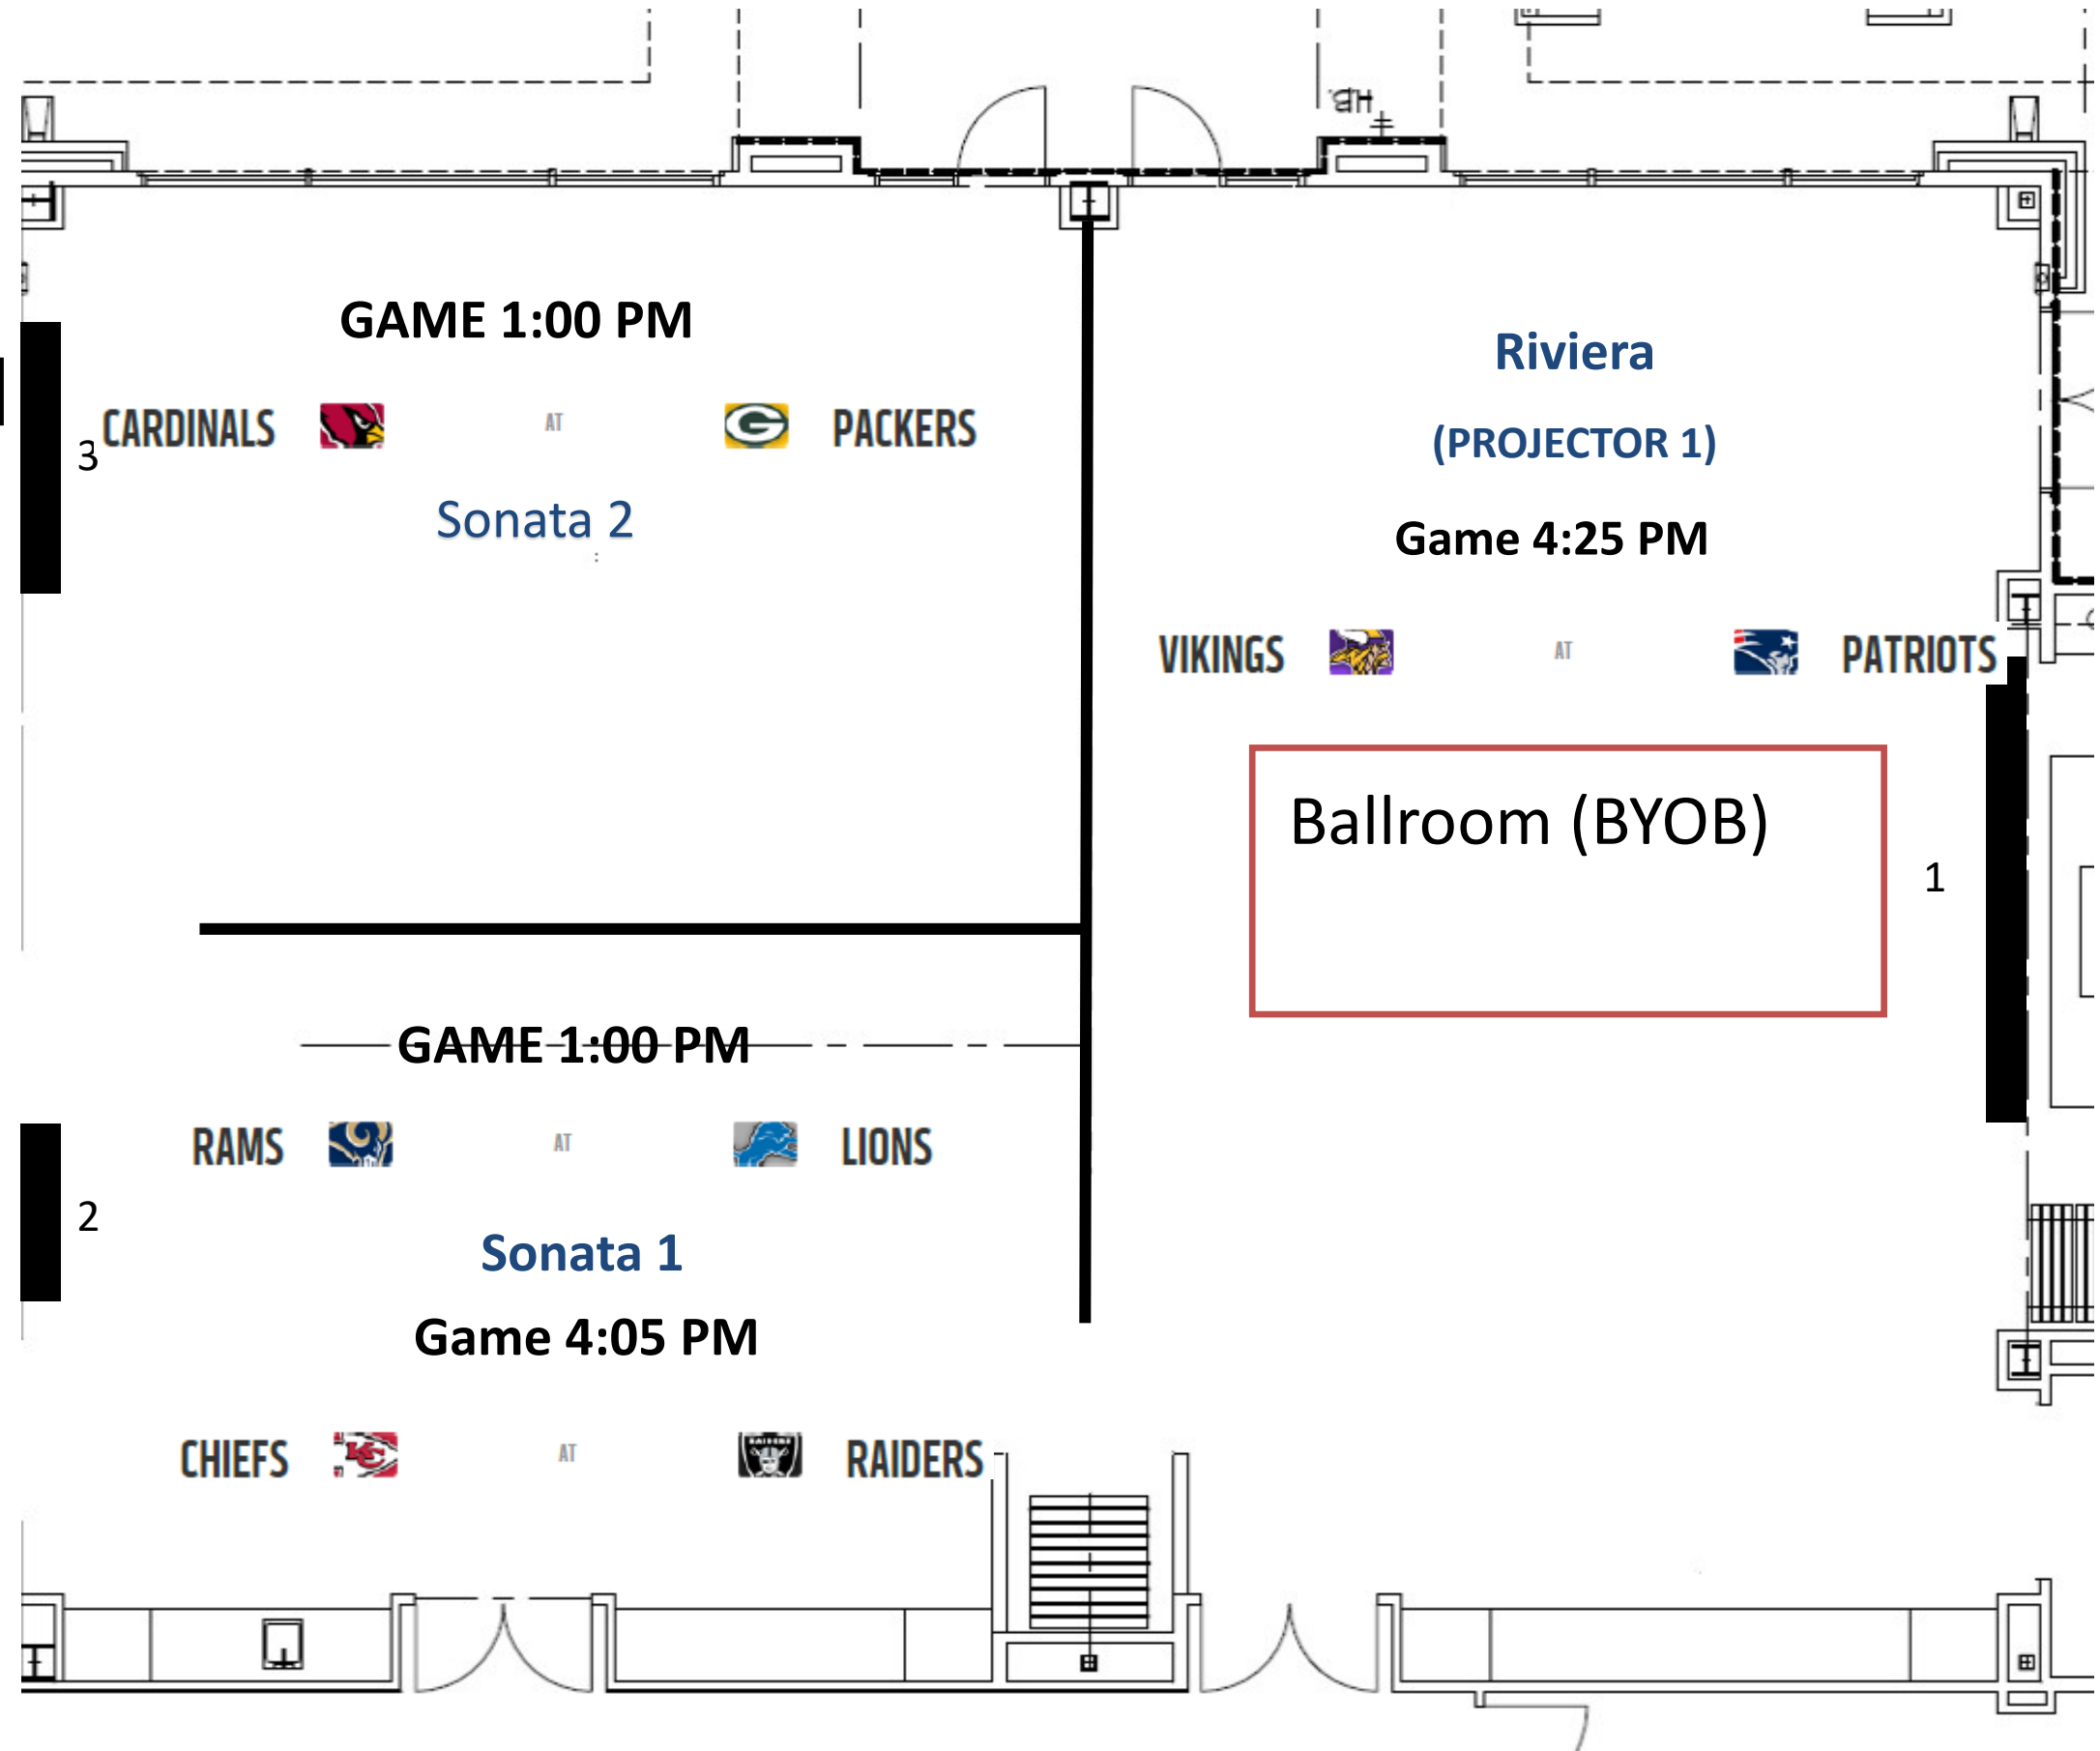 HB.
GAME 1:00 PM
CARDINALS AT PACKERS
3
Sonata 2
:
Riviera
(PROJECTOR 1)
Game 4:25 PM
VIKINGS AT PATRIOTS
Ballroom (BYOB)
1
GAME 1:00 PM
RAMS AT LIONS
2
Sonata 1
Game 4:05 PM
CHIEFS AT RAIDERS